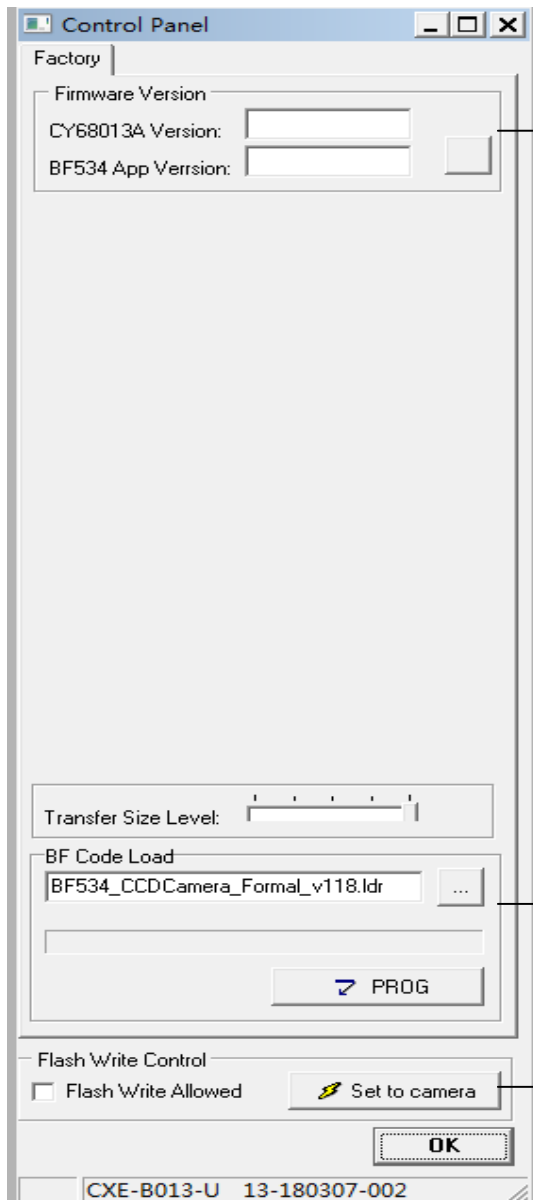 Control Panel
Factory
Firmware Version
CY68013A Version:
BF534 App Verrsion:
Transfer Size Level:
BF Code Load
BF534_CCDCamera_Formal_v118.ldr ...
PROG
Flash Write Control
Flash Write Allowed Set to camera
OK
CXE-B013-U 13-180307-002